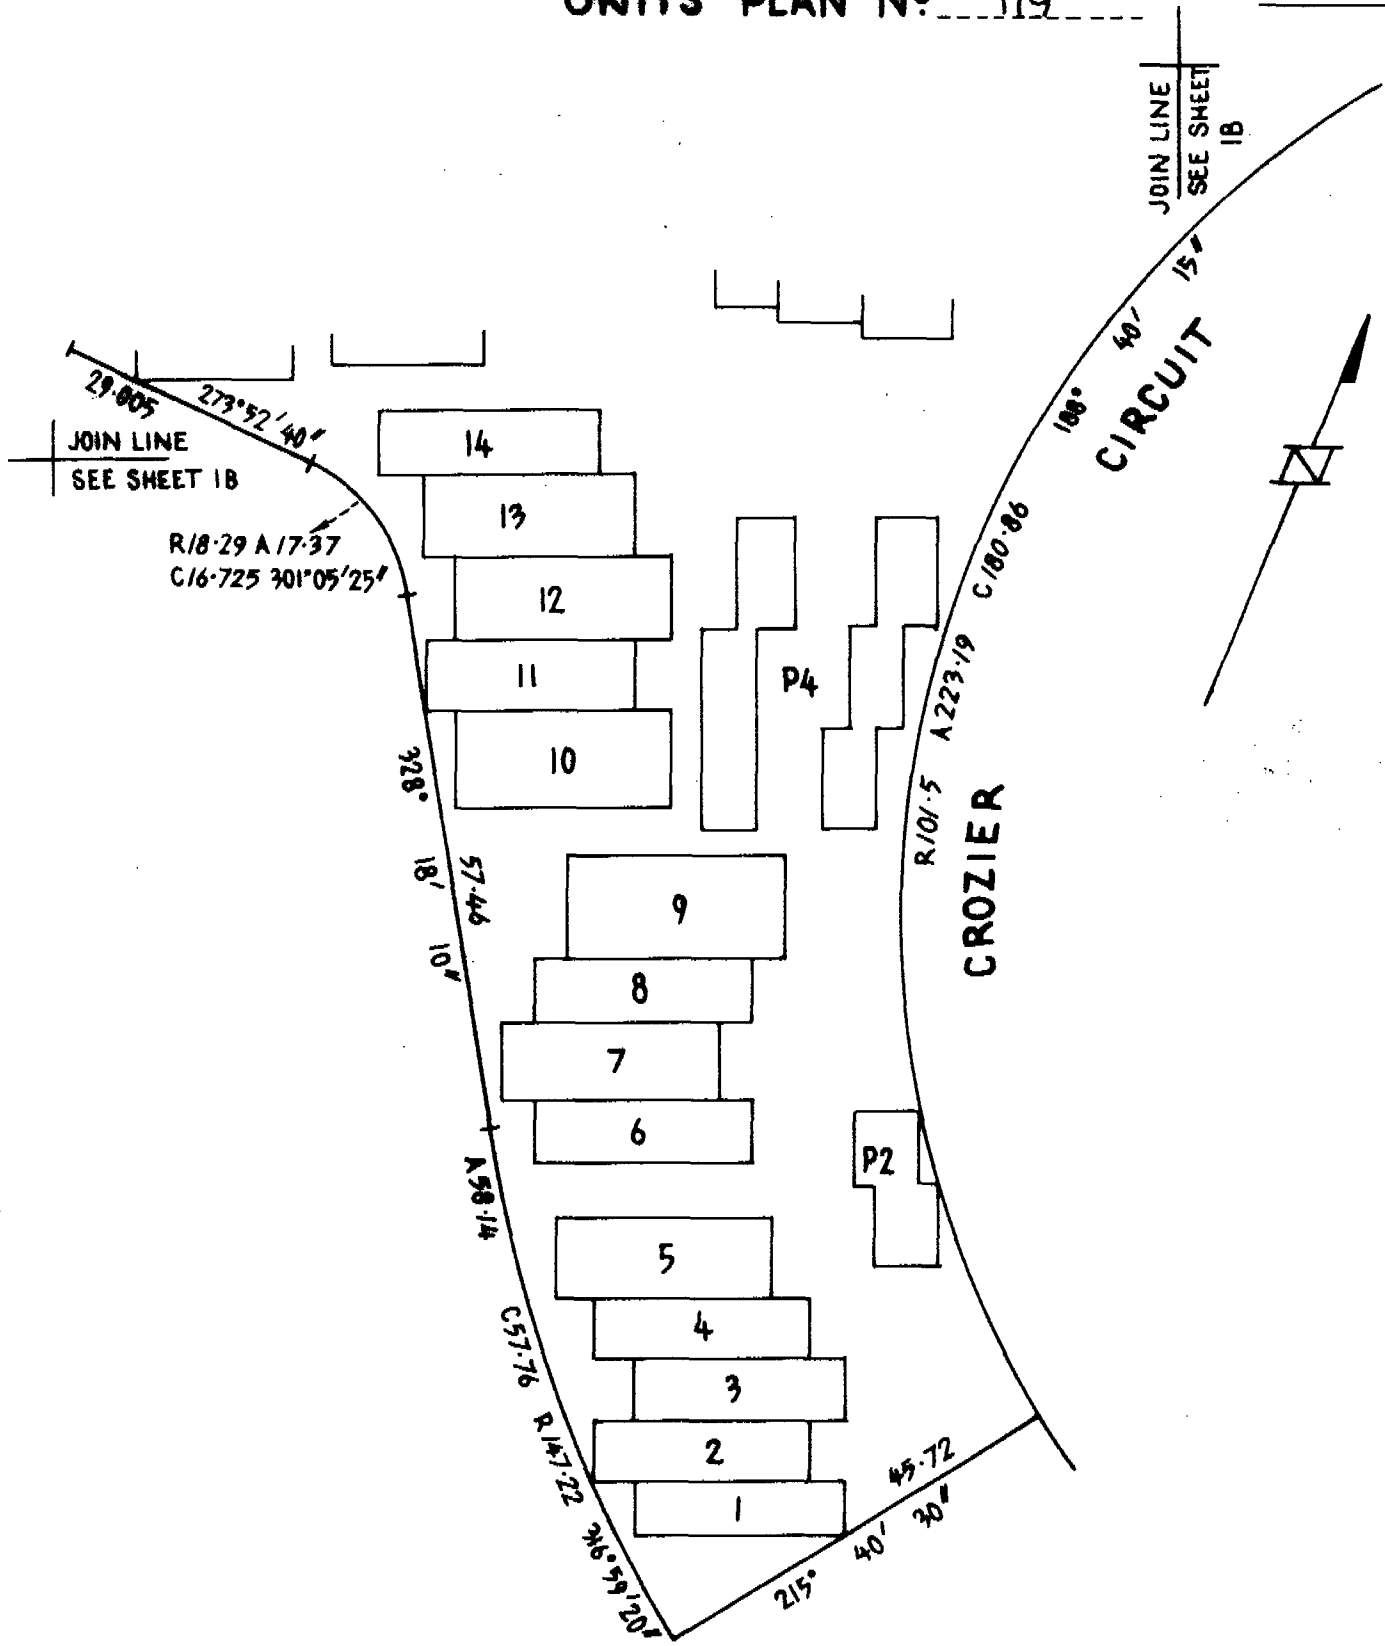 UNITS PLAN No. 119
JOIN LINE
SEE SHEET
1B
15"
40'
188°
CIRCUIT
29.005
273°52'40"
JOIN LINE
SEE SHEET 1B
14
13
R18.29 A17.37
C16.725 301°05'25"
C180.86
12
11
P4
A223.19
10
328°
R101.5
CROZIER
57.46
18'
9
10"
8
7
6
P2
A58.14
5
C57.76
4
3
R147.22
2
45.72
1
30"
40'
316°59'20"
215°